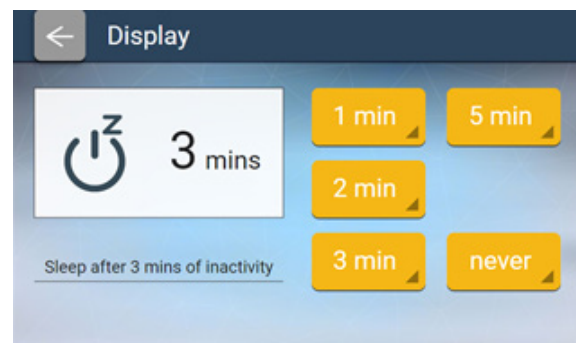 Display
Z
3 mins
Sleep after 3 mins of inactivity
1 min
5 min
2 min
3 min
never